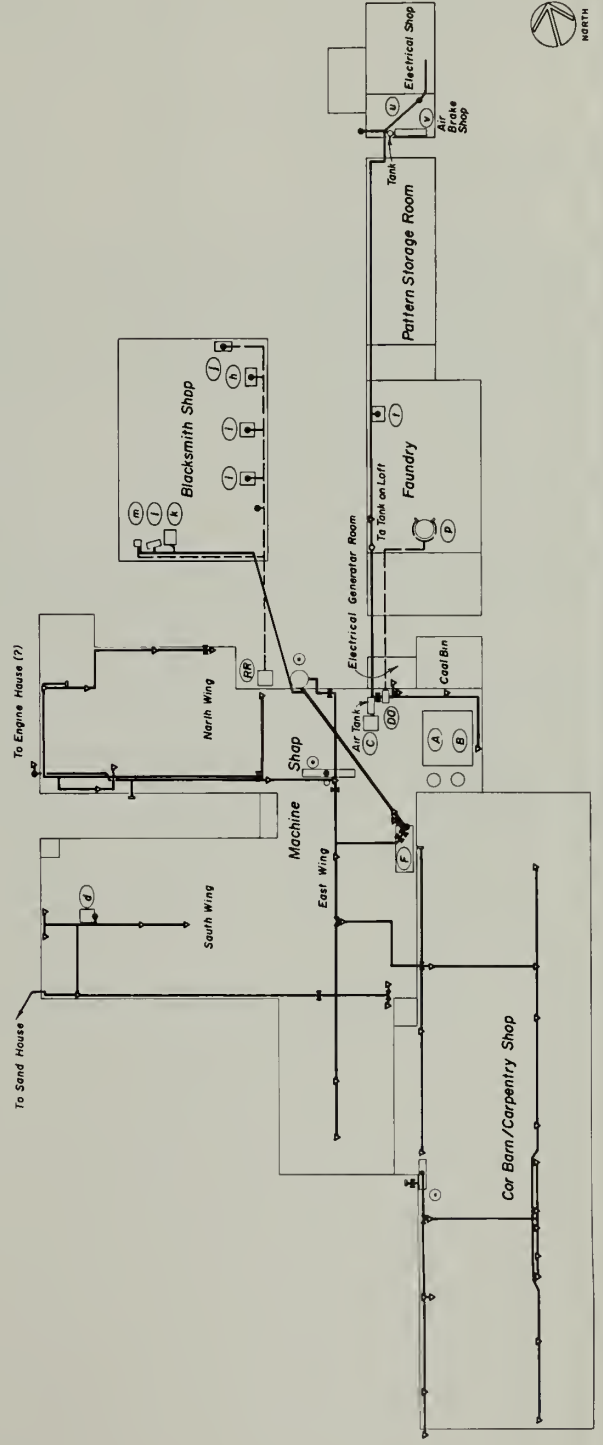 NORTH
Electrical Shop
u
v
Air
Brake
Shop
Tank
Pattern Storage Room
j
h
i
i
Blacksmith Shop
m
l
k
t
Foundry
To Tank on Loft
p
Electrical Generator Room
To Engine House (?)
North Wing
RR
Air Tank
C
DD
Coal Bin
A
B
Machine Shop
East Wing
F
South Wing
d
To Sand House
Car Barn/Carpentry Shop